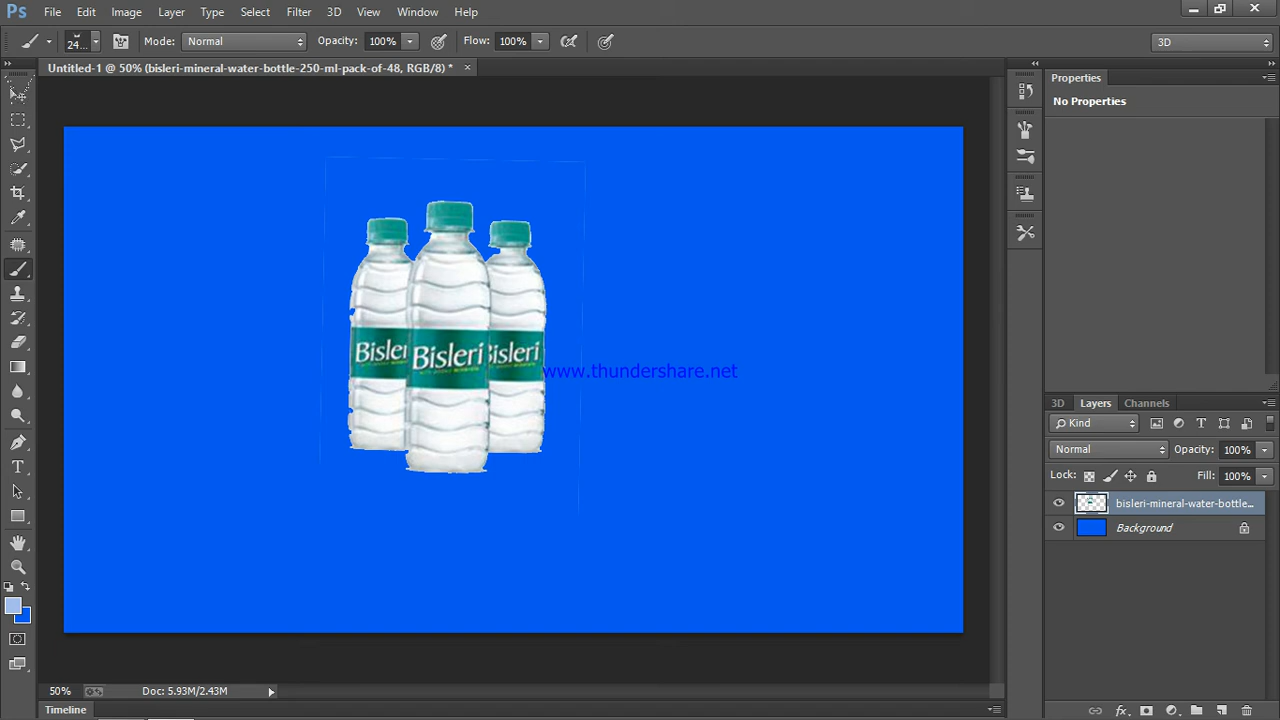 Ps File Edit Image Layer Type Select Filter 3D View Window Help
24... Mode: Normal Opacity: 100% Flow: 100% 3D
Untitled-1 @ 50% (bisleri-mineral-water-bottle-250-ml-pack-of-48, RGB/8) *
Properties
No Properties
Bisleri Bisleri Bisleri
www.thundershare.net
3D Layers Channels
Kind
Normal Opacity: 100%
Lock: Fill: 100%
bisleri-mineral-water-bottle...
Background
50% Doc: 5.93M/2.43M
Timeline